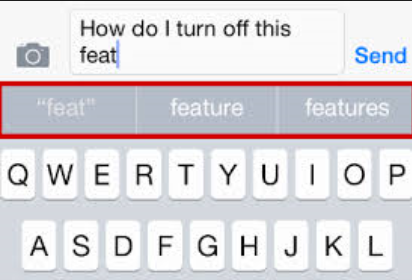 How do I turn off this
feat
Send
"feat" feature features
Q W E R T Y U I O P
A S D F G H J K L